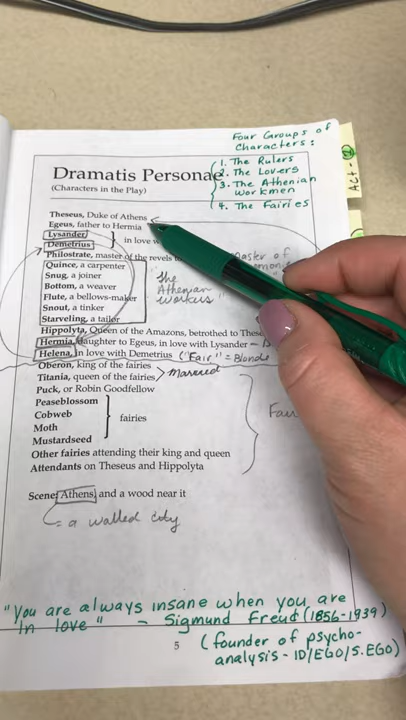 Four Groups of
Characters:
1. The Rulers
2. The Lovers
3. The Athenian
Workmen
4. The Fairies
Act -
Dramatis Personae
(Characters in the Play)
Theseus, Duke of Athens
Egeus, father to Hermia
Lysander
Demetrius
in love w
Philostrate, master of the revels to
Quince, a carpenter
Snug, a joiner
Bottom, a weaver
Flute, a bellows-maker
Snout, a tinker
Starveling, a tailor
"The
Athenian
workers"
Hippolyta, Queen of the Amazons, betrothed to These
Hermia, daughter to Egeus, in love with Lysander
Helena, in love with Demetrius ("Fair" = Blonde
Oberon, king of the fairies
Titania, queen of the fairies
Married
Puck, or Robin Goodfellow
Peaseblossom
Cobweb
Moth
Mustardseed
fairies
Fai
Other fairies attending their king and queen
Attendants on Theseus and Hippolyta
Scene: Athens, and a wood near it
= a walled city
"You are always insane when you are
in love" - Sigmund Freud (1856-1939)
(founder of psycho-
analysis - ID/EGO/S.EGO)
5